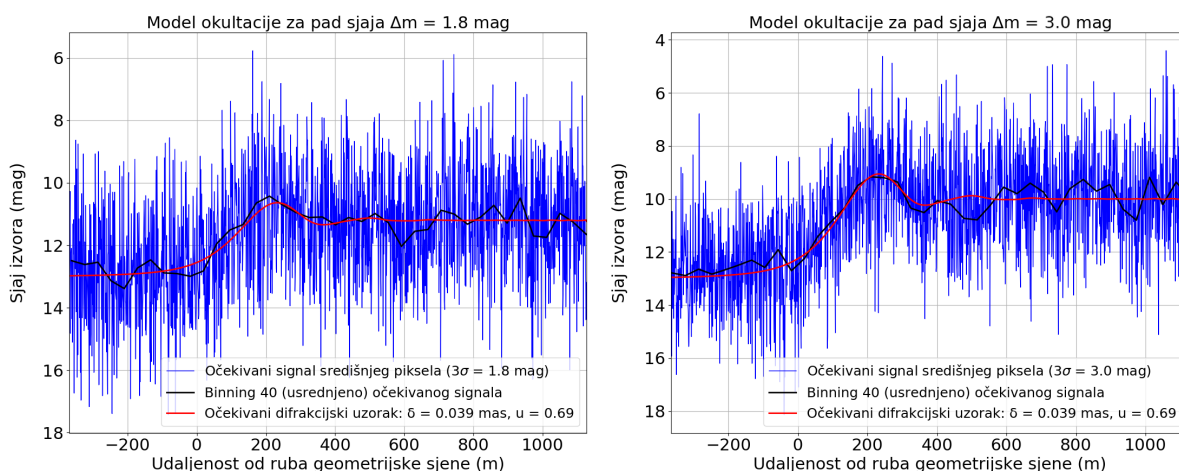 Model okultacije za pad sjaja Δm = 1.8 mag
Sjaj izvora (mag)
6
8
10
12
14
16
18
Očekivani signal središnjeg piksela (3σ = 1.8 mag)
Binning 40 (usrednjeno) očekivanog signala
Očekivani difrakcijski uzorak: δ = 0.039 mas, u = 0.69
−200 0 200 400 600 800 1000
Udaljenost od ruba geometrijske sjene (m)
Model okultacije za pad sjaja Δm = 3.0 mag
Sjaj izvora (mag)
4
6
8
10
12
14
16
18
Očekivani signal središnjeg piksela (3σ = 3.0 mag)
Binning 40 (usrednjeno) očekivanog signala
Očekivani difrakcijski uzorak: δ = 0.039 mas, u = 0.69
−200 0 200 400 600 800 1000
Udaljenost od ruba geometrijske sjene (m)